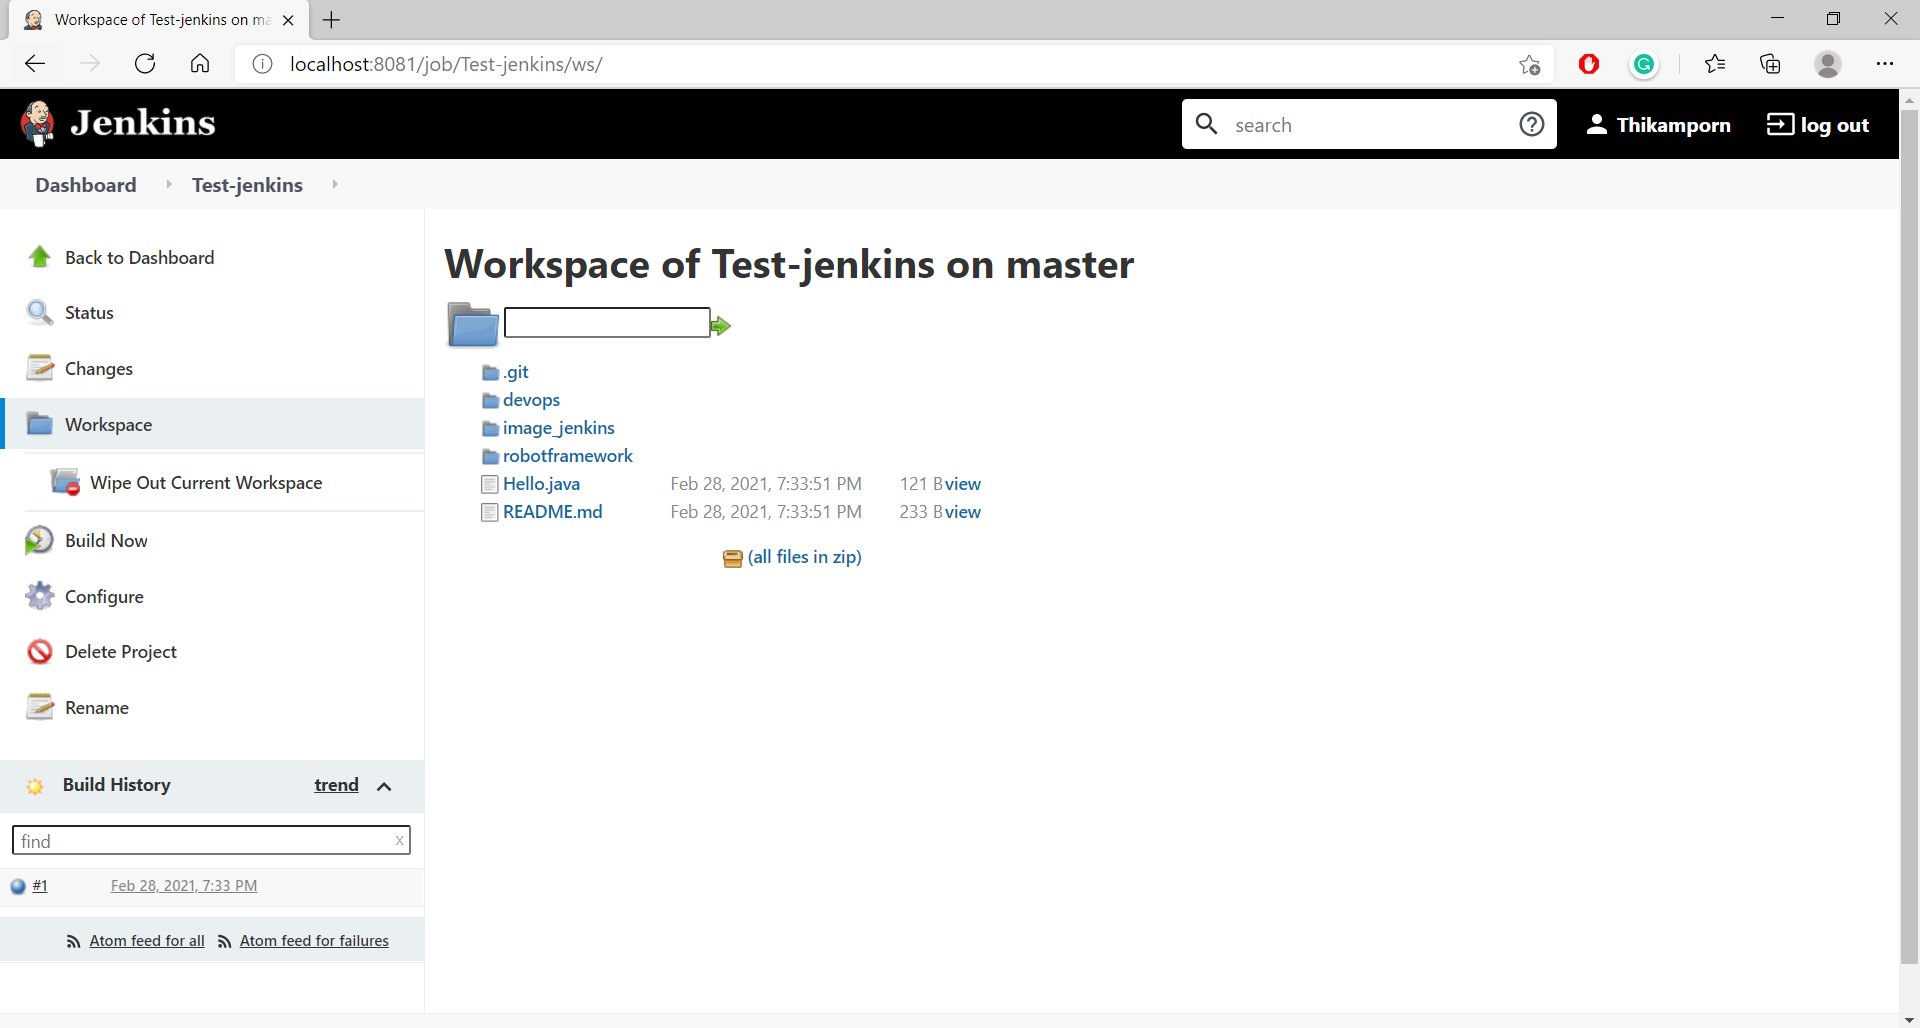 Workspace of Test-jenkins on ma
localhost:8081/job/Test-jenkins/ws/
Jenkins
search
Thikamporn
log out
Dashboard
Test-jenkins
Back to Dashboard
Status
Changes
Workspace
Wipe Out Current Workspace
Build Now
Configure
Delete Project
Rename
Build History
trend
find
x
#1 Feb 28, 2021, 7:33 PM
Atom feed for all
Atom feed for failures
Workspace of Test-jenkins on master
.git
devops
image_jenkins
robotframework
Hello.java Feb 28, 2021, 7:33:51 PM 121 B view
README.md Feb 28, 2021, 7:33:51 PM 233 B view
(all files in zip)